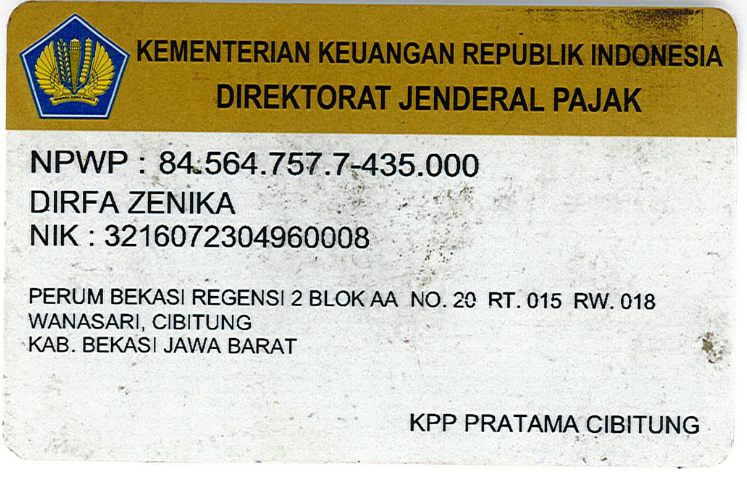 KEMENTERIAN KEUANGAN REPUBLIK INDONESIA
DIREKTORAT JENDERAL PAJAK
NPWP : 84.564.757.7-435.000
DIRFA ZENIKA
NIK : 3216072304960008
PERUM BEKASI REGENSI 2 BLOK AA NO. 20 RT. 015 RW. 018
WANASARI, CIBITUNG
KAB. BEKASI JAWA BARAT
KPP PRATAMA CIBITUNG